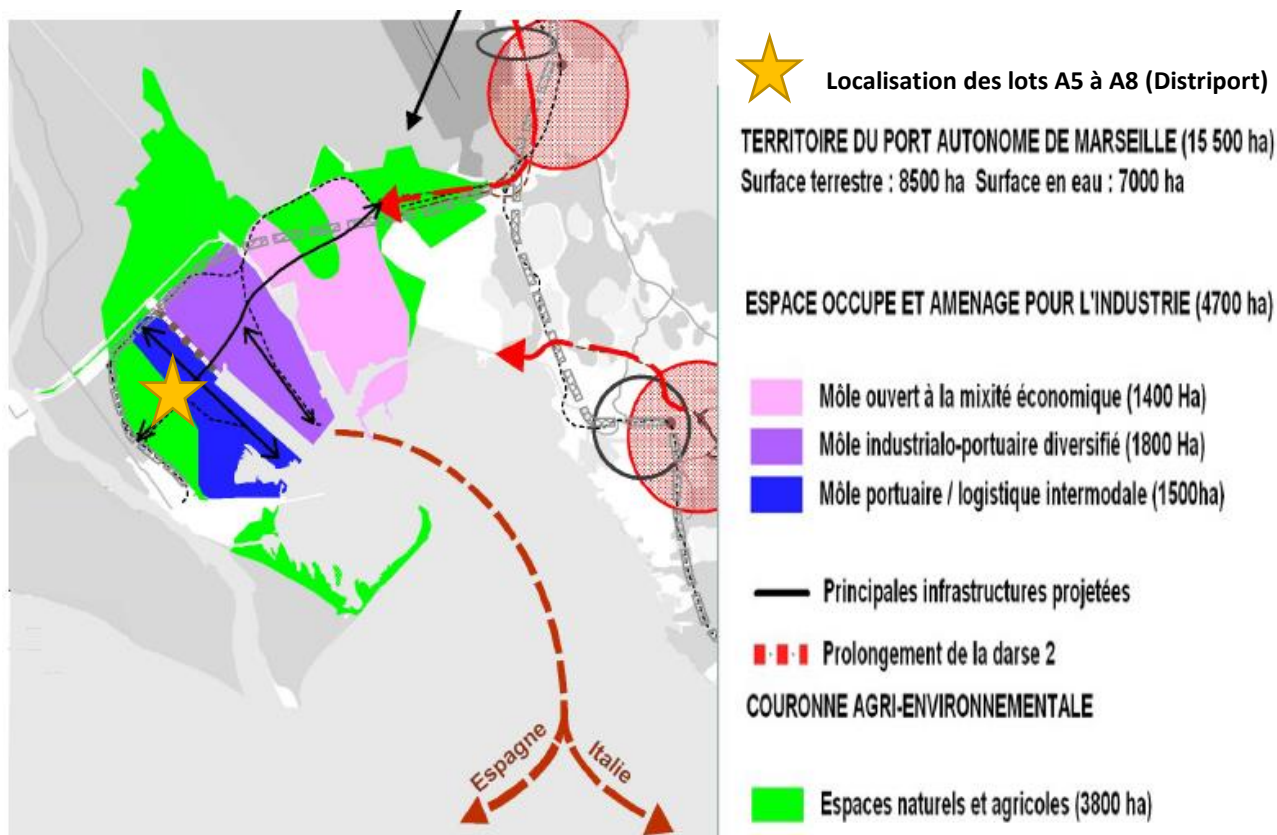 Localisation des lots A5 à A8 (Distriport)
TERRITOIRE DU PORT AUTONOME DE MARSEILLE (15 500 ha)
Surface terrestre : 8500 ha Surface en eau : 7000 ha
ESPACE OCCUPE ET AMENAGE POUR L'INDUSTRIE (4700 ha)
Môle ouvert à la mixité économique (1400 Ha)
Môle industrialo-portuaire diversifié (1800 Ha)
Môle portuaire / logistique intermodale (1500ha)
Principales infrastructures projetées
Prolongement de la darse 2
COURONNE AGRI-ENVIRONNEMENTALE
Espaces naturels et agricoles (3800 ha)
Espagne
Italie